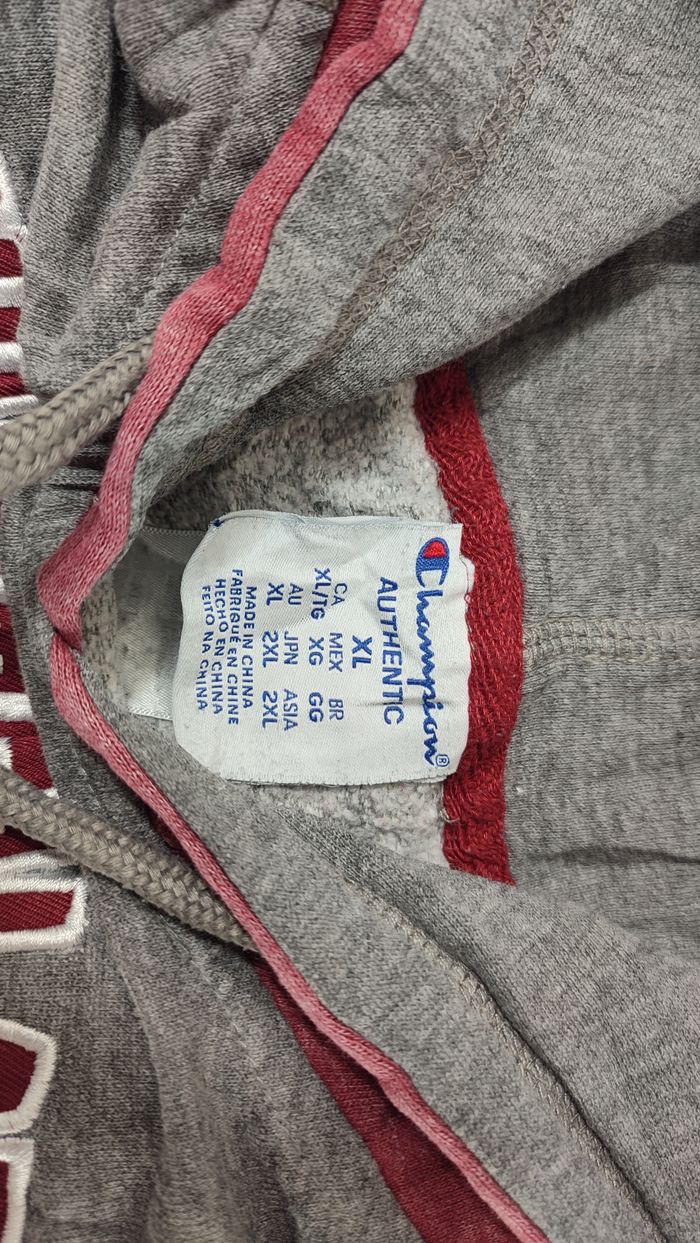 Champion®
AUTHENTIC
XL
CA MEX BR
XL/TG XG GG
AU JPN ASIA
XL 2XL 2XL
MADE IN CHINA
FABRIQUÉ EN CHINE
HECHO EN CHINA
FEITO NA CHINA